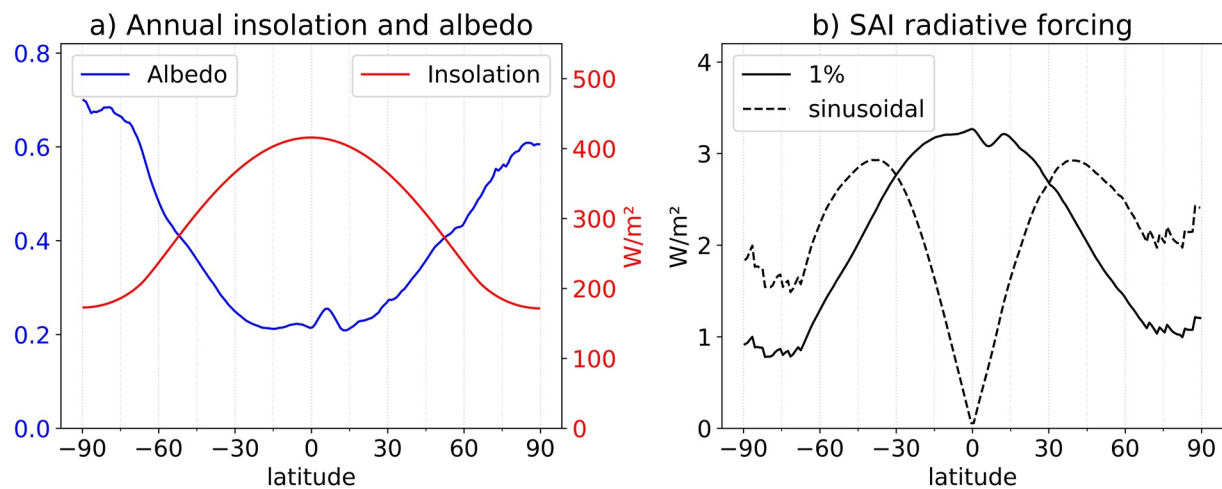 a) Annual insolation and albedo
Albedo
Insolation
0.8
0.6
0.4
0.2
0.0
500
400
300
200
100
0
W/m²
−90 −60 −30 0 30 60 90
latitude
b) SAI radiative forcing
1%
sinusoidal
4
3
2
1
0
W/m²
−90 −60 −30 0 30 60 90
latitude